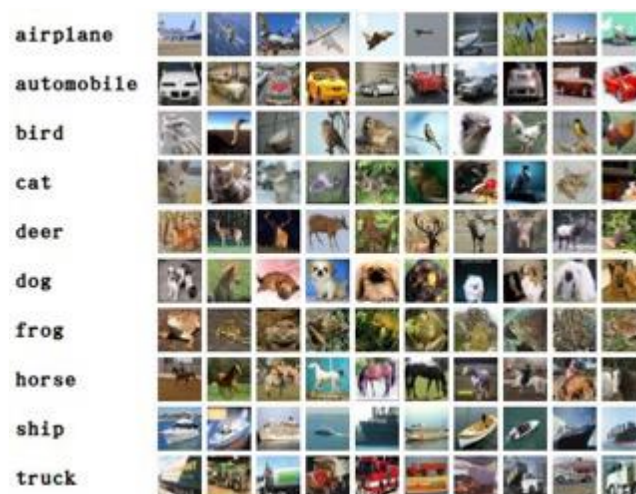 airplane
automobile
bird
cat
deer
dog
frog
horse
ship
truck